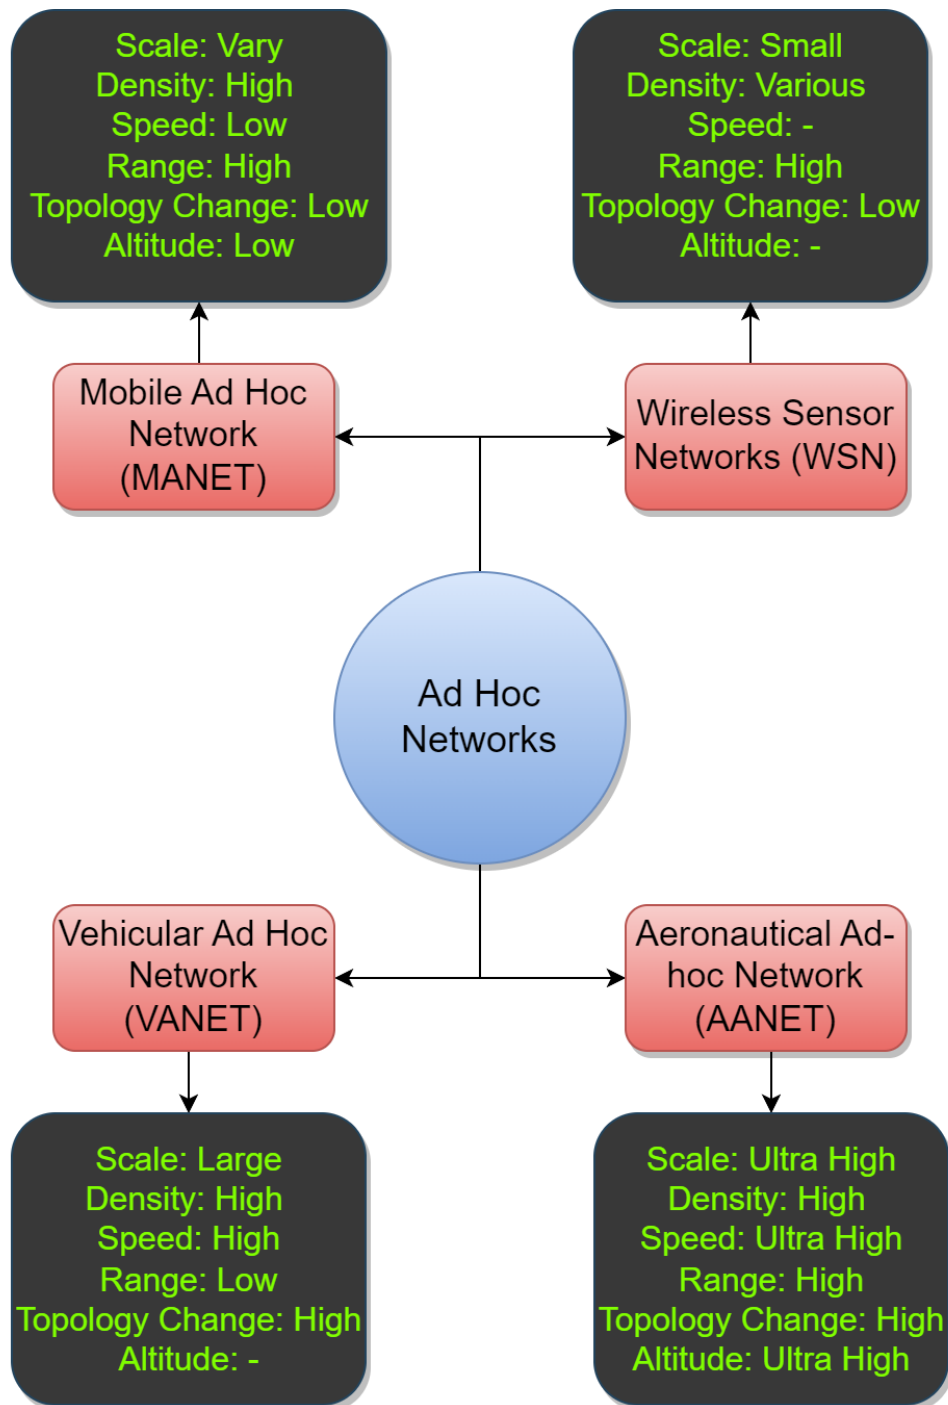 Scale: Vary
Density: High
Speed: Low
Range: High
Topology Change: Low
Altitude: Low
Scale: Small
Density: Various
Speed: -
Range: High
Topology Change: Low
Altitude: -
Mobile Ad Hoc
Network
(MANET)
Wireless Sensor
Networks (WSN)
Ad Hoc
Networks
Vehicular Ad Hoc
Network
(VANET)
Aeronautical Ad-
hoc Network
(AANET)
Scale: Large
Density: High
Speed: High
Range: Low
Topology Change: High
Altitude: -
Scale: Ultra High
Density: High
Speed: Ultra High
Range: High
Topology Change: High
Altitude: Ultra High